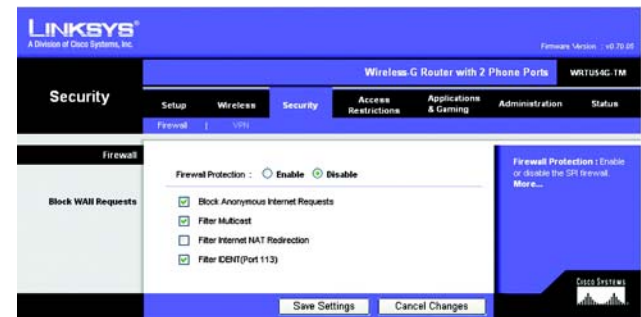 LINKSYS®
A Division of Cisco Systems, Inc.
Firmware Version : v0.70.00
Wireless-G Router with 2 Phone Ports WRTU54G-TM
Security
Setup Wireless Security Access Restrictions Applications & Gaming Administration Status
Firewall | VPN
Firewall
Firewall Protection : Enable Disable
Block WAN Requests
Block Anonymous Internet Requests
Filter Multicast
Filter Internet NAT Redirection
Filter IDENT(Port 113)
Firewall Protection : Enable
or disable the SPI firewall.
More...
Save Settings Cancel Changes
CISCO SYSTEMS